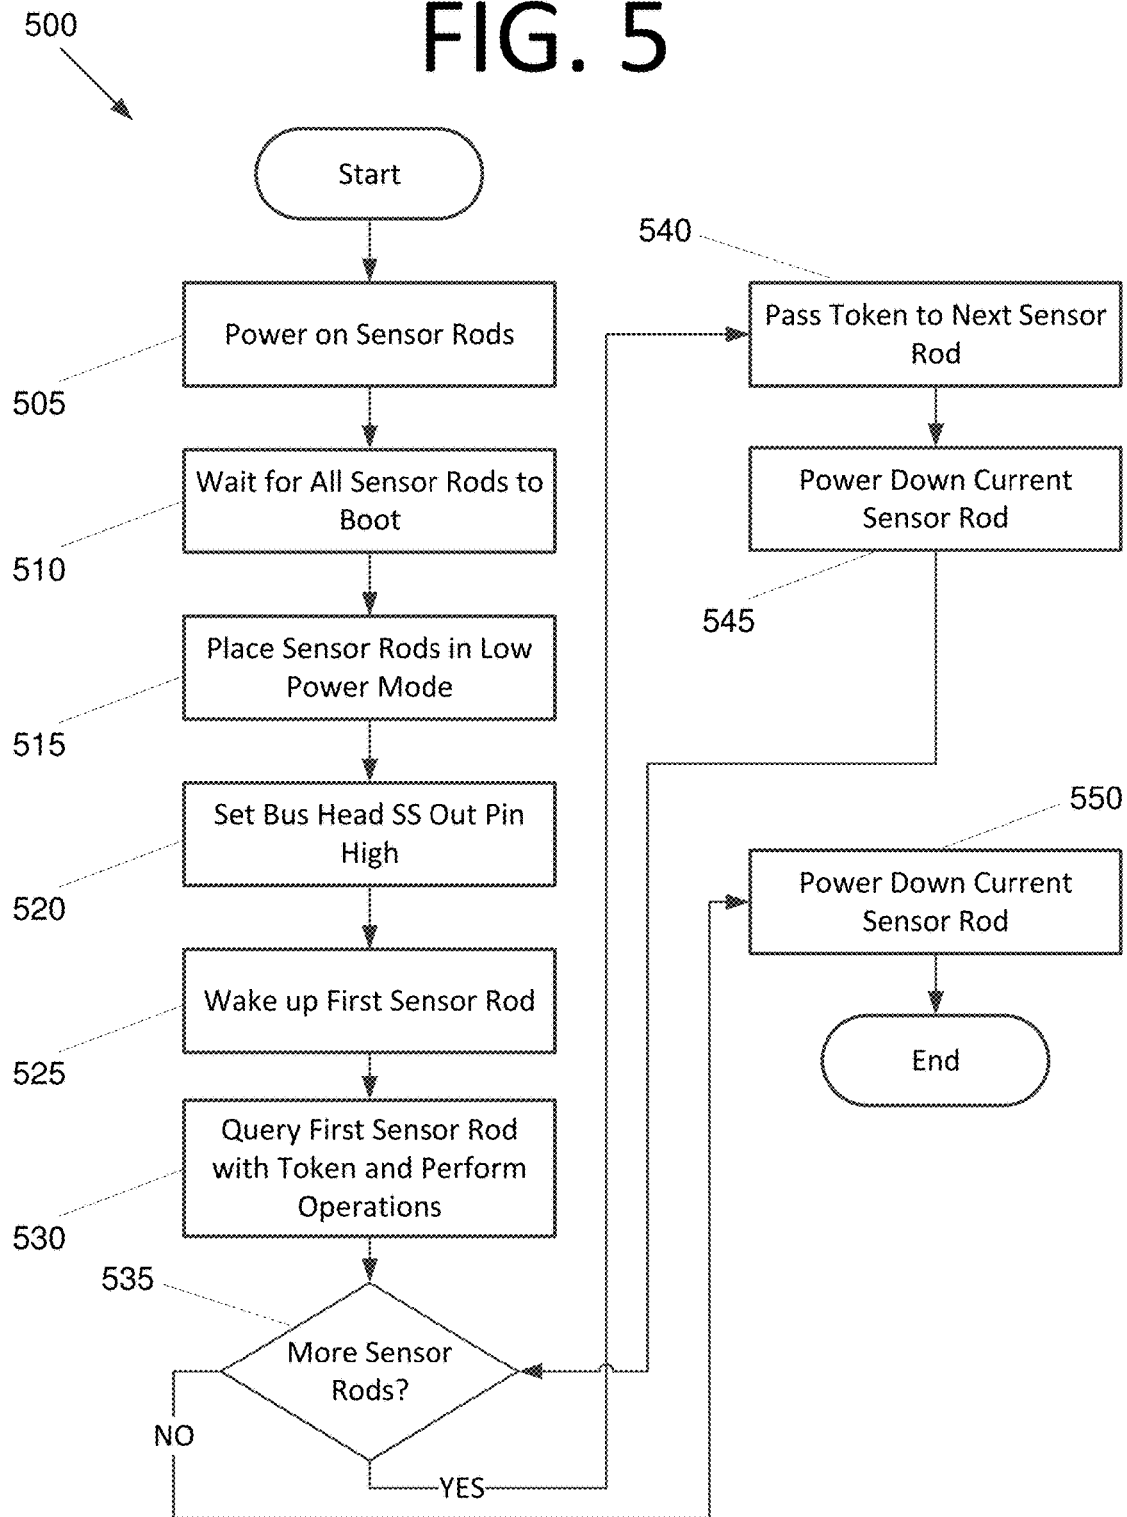 FIG. 5
500
Start
Power on Sensor Rods
505
Wait for All Sensor Rods to
Boot
510
Place Sensor Rods in Low
Power Mode
515
Set Bus Head SS Out Pin
High
520
Wake up First Sensor Rod
525
Query First Sensor Rod
with Token and Perform
Operations
530
535
More Sensor
Rods?
NO
YES
540
Pass Token to Next Sensor
Rod
Power Down Current
Sensor Rod
545
550
Power Down Current
Sensor Rod
End